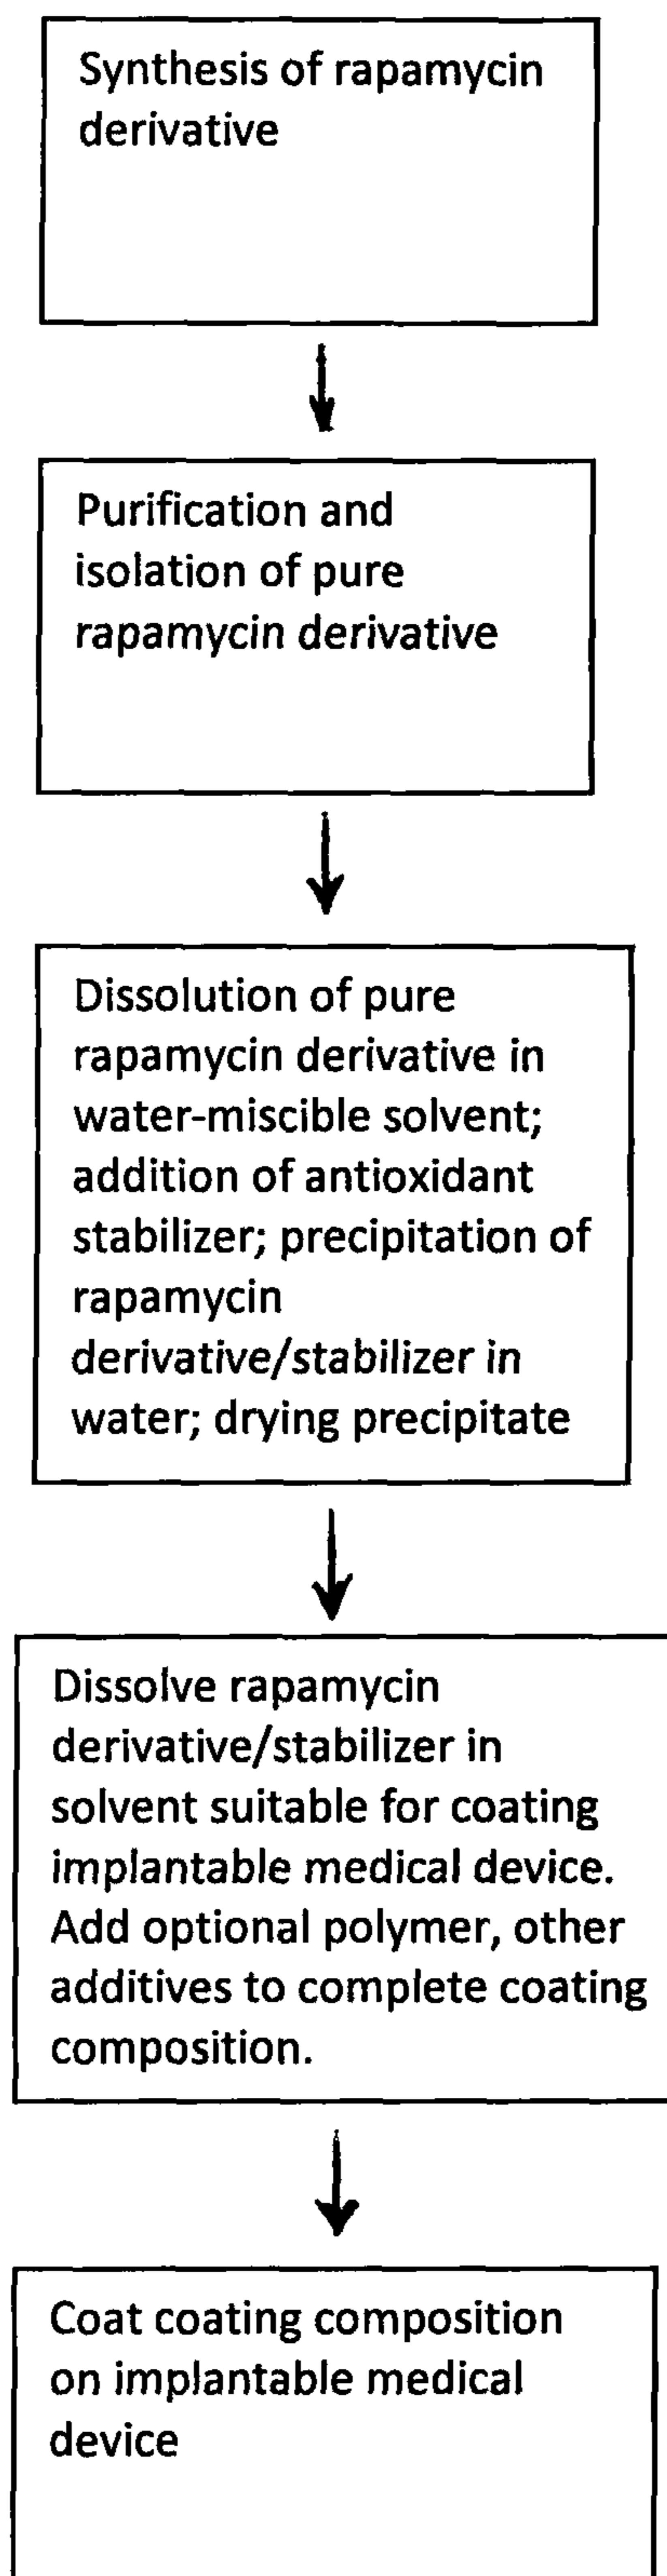 Synthesis of rapamycin
derivative
Purification and
isolation of pure
rapamycin derivative
Dissolution of pure
rapamycin derivative in
water-miscible solvent;
addition of antioxidant
stabilizer; precipitation of
rapamycin
derivative/stabilizer in
water; drying precipitate
Dissolve rapamycin
derivative/stabilizer in
solvent suitable for coating
implantable medical device.
Add optional polymer, other
additives to complete coating
composition.
Coat coating composition
on implantable medical
device